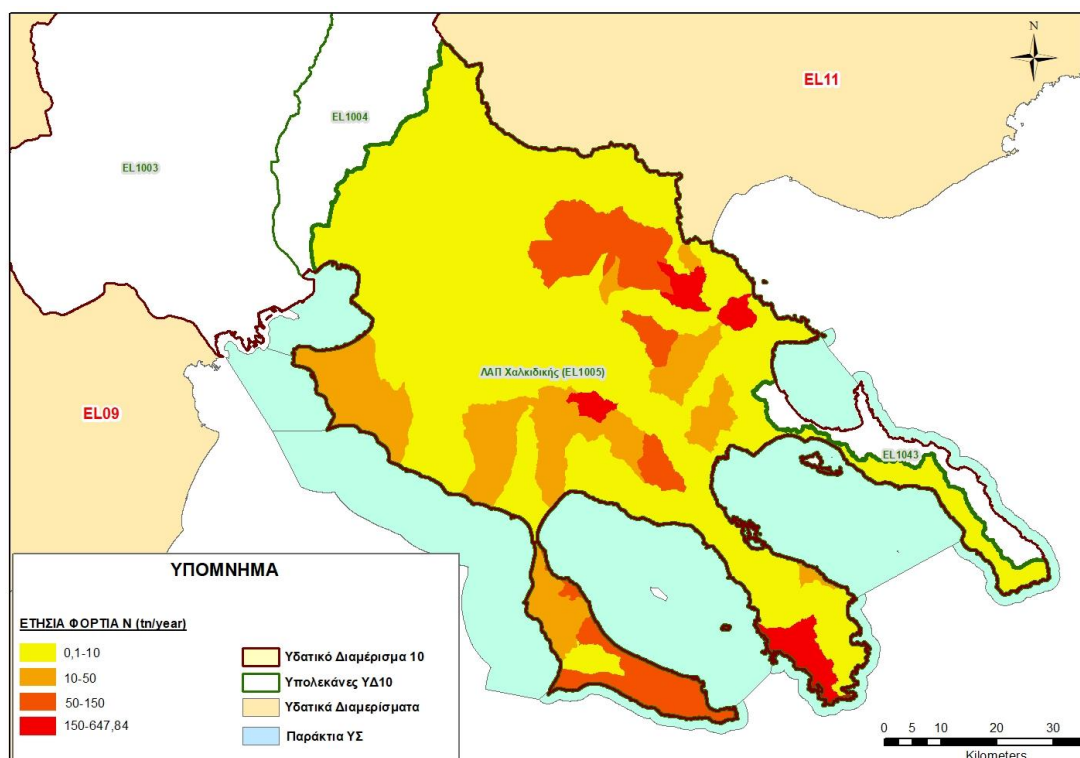 N
EL11
EL1004
EL1003
ΛΑΠ Χαλκιδικής (EL1005)
EL09
EL1043
ΥΠΟΜΝΗΜΑ
ΕΤΗΣΙΑ ΦΟΡΤΙΑ Ν (tn/year)
0,1-10
10-50
50-150
150-647,84
Υδατικό Διαμέρισμα 10
Υπολεκάνες ΥΔ10
Υδατικά Διαμερίσματα
Παράκτια ΥΣ
0 5 10 20 30
Kilometers